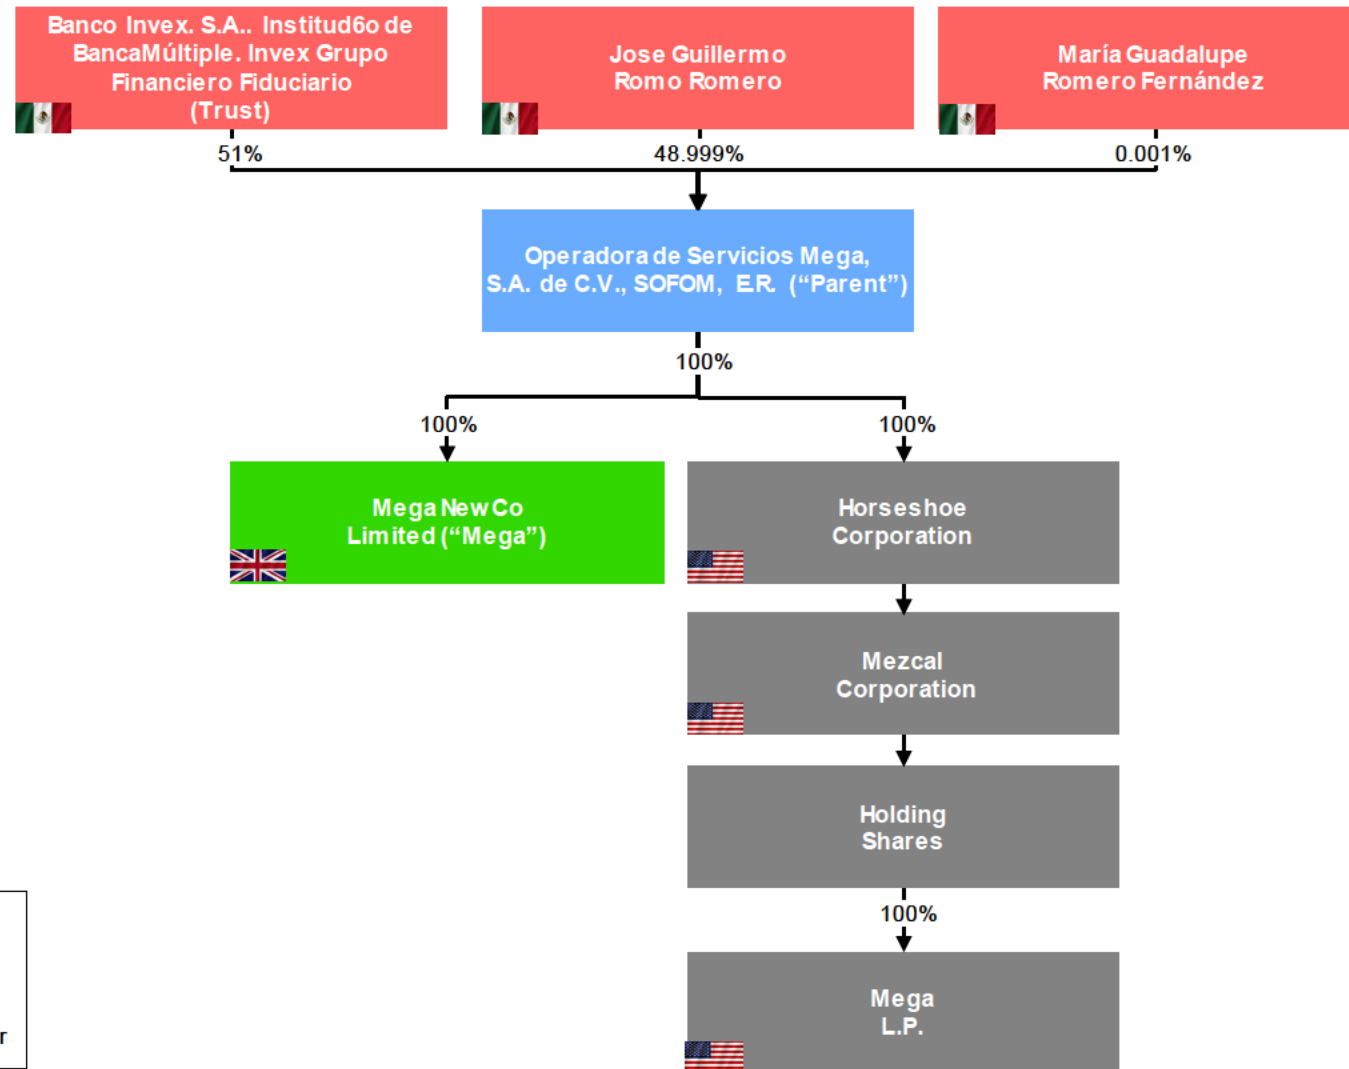 Banco Invex. S.A.. Institud6o de
BancaMúltiple. Invex Grupo
Financiero Fiduciario
(Trust)
Jose Guillermo
Romo Romero
María Guadalupe
Romero Fernández
51%
48.999%
0.001%
Operadora de Servicios Mega,
S.A. de C.V., SOFOM, E.R. (“Parent”)
100%
100%
100%
Mega New Co
Limited (“Mega”)
Horseshoe
Corporation
Mezcal
Corporation
Holding
Shares
100%
Mega
L.P.
r